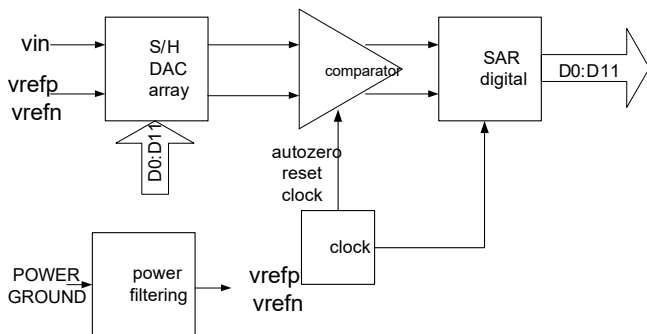 vin
vrefp
vrefn
S/H
DAC
array
D0:D11
comparator
autozero
reset
clock
SAR
digital
D0:D11
clock
POWER
GROUND
power
filtering
vrefp
vrefn